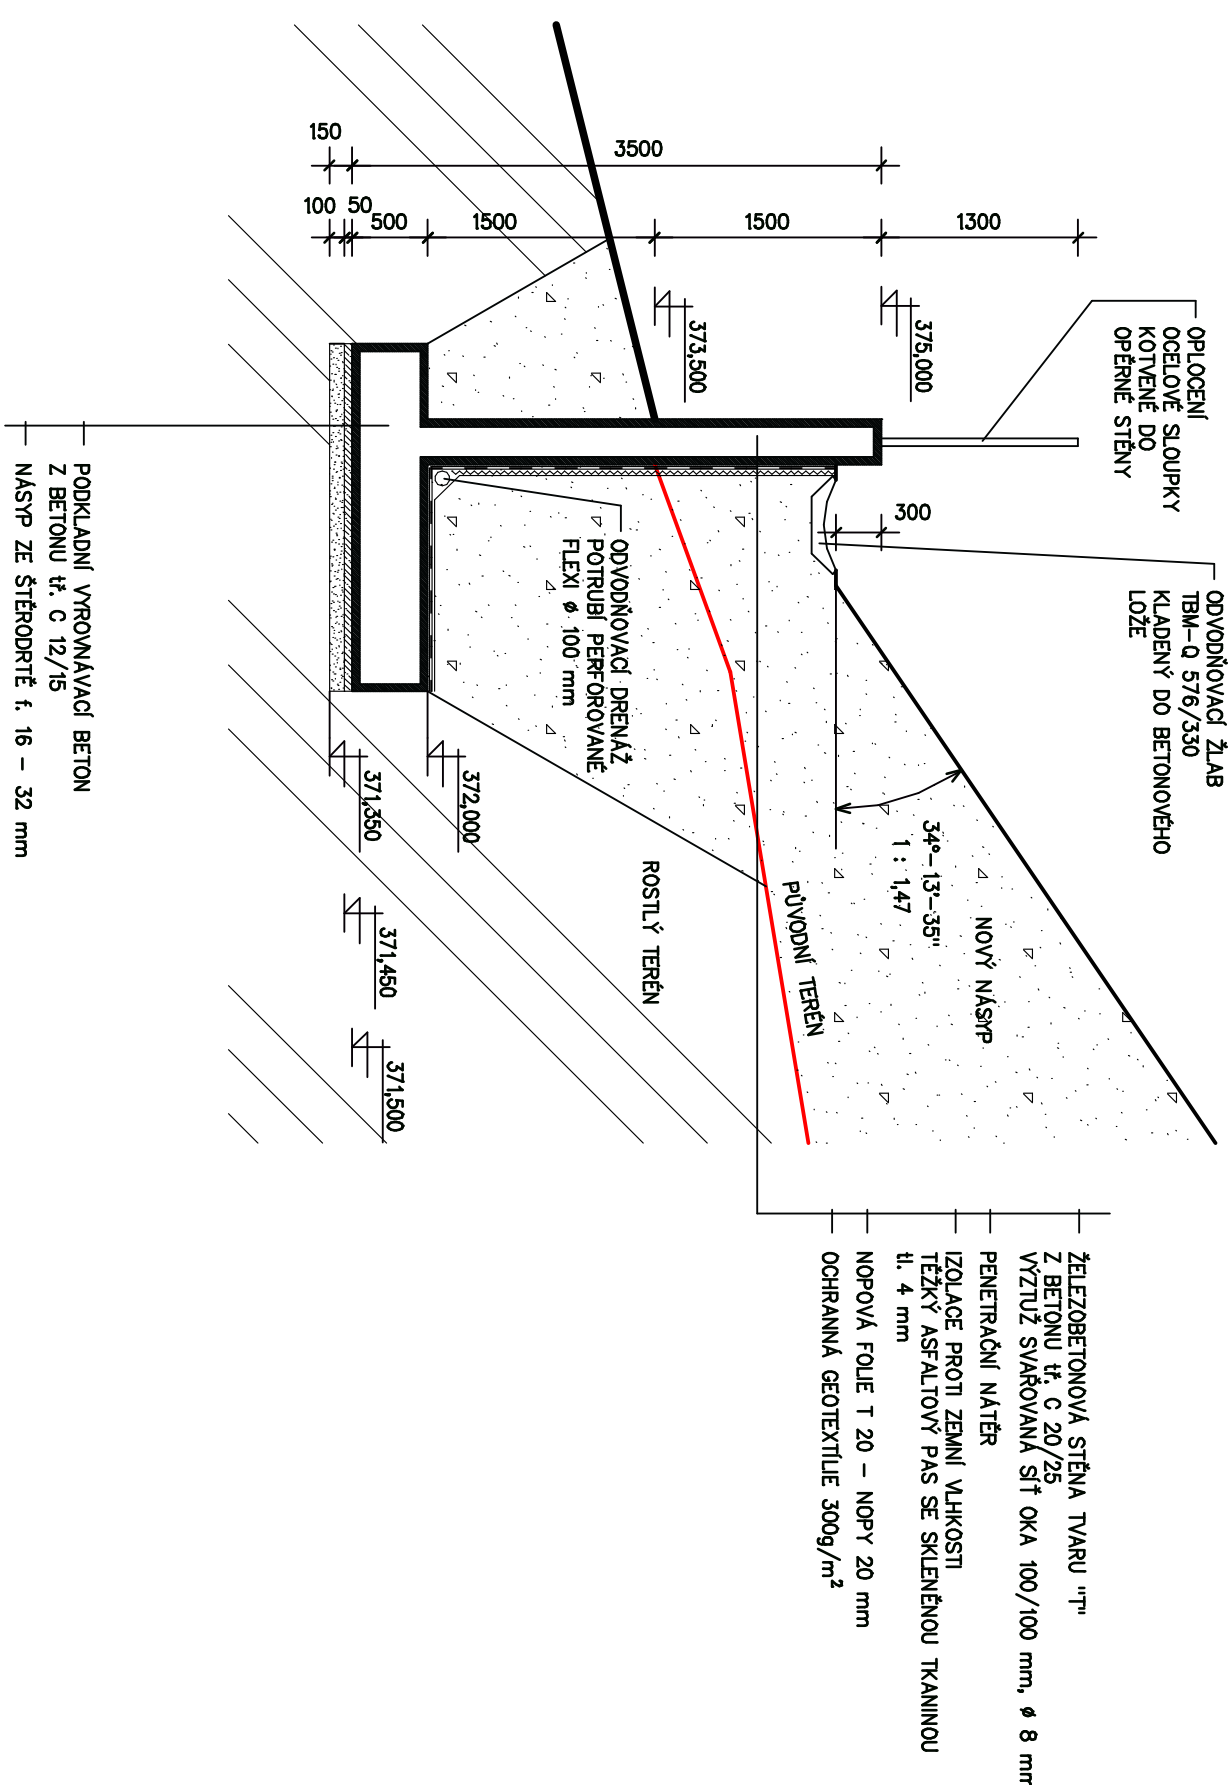 OPLOCENÍ
OCELOVÉ SLOUPKY
KOTVENÉ DO
OPĚRNÉ STĚNY
ODVODŇOVACÍ ŽLAB
TBM-Q 576/330
KLADENÝ DO BETONOVÉHO
LOŽE
1300
1500
1500
500
50
100
3500
150
300
375,000
373,500
372,000
371,350
371,450
371,500
34°-13'-35"
1 : 1,47
NOVÝ NÁSYP
PŮVODNÍ TERÉN
ROSTLÝ TERÉN
ODVODŇOVACÍ DRENÁŽ
POTRUBÍ PERFOROVANÉ
FLEXI ø 100 mm
ŽELEZOBETONOVÁ STĚNA TVARU "T"
Z BETONU tř. C 20/25
VÝZTUŽ SVAŘOVANÁ SÍŤ OKA 100/100 mm, ø 8 mm
PENETRAČNÍ NÁTĚR
IZOLACE PROTI ZEMNÍ VLHKOSTI
TĚŽKÝ ASFALTOVÝ PAS SE SKLENĚNOU TKANINOU
tl. 4 mm
NOPOVÁ FOLIE T 20 - NOPY 20 mm
OCHRANNÁ GEOTEXTÍLIE 300g/m²
PODKLADNÍ VYROVNÁVACÍ BETON
Z BETONU tř. C 12/15
NÁSYP ZE ŠTĚRODRTĚ f. 16 - 32 mm